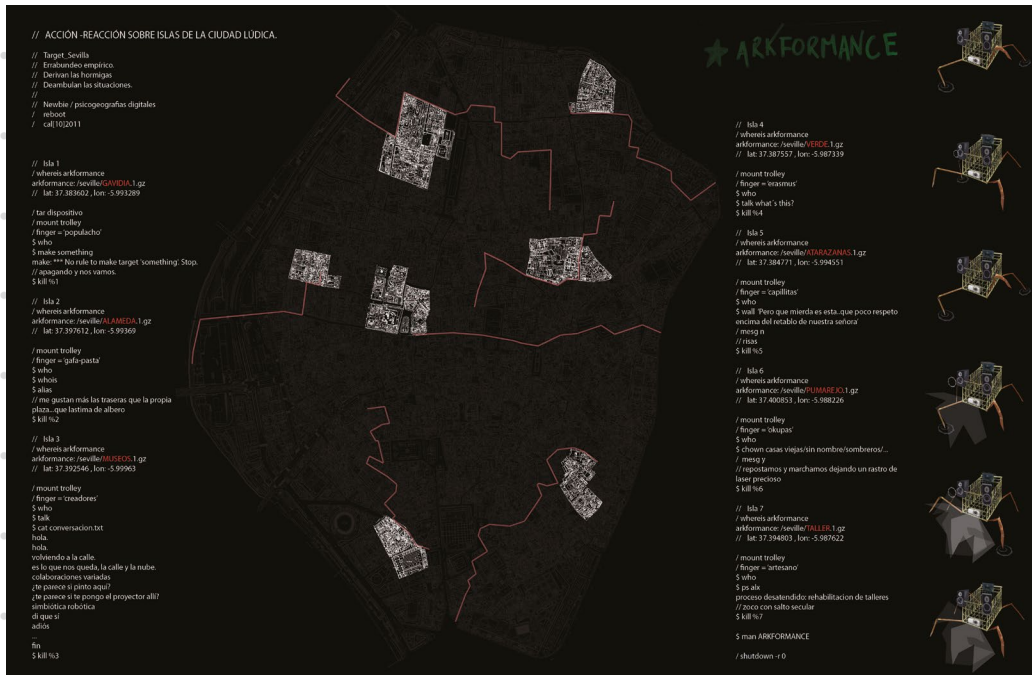 // ACCIÓN -REACCIÓN SOBRE ISLAS DE LA CIUDAD LÚDICA.
// Target_Sevilla
// Errabundeo empírico.
// Derivan las hormigas
// Deambulan las situaciones.
//
// Newbie / psicogeografias digitales
/ reboot
/ cal[10]2011
// Isla 1
/ whereis arkformance
arkformance: /seville/GAVIDIA.1.gz
// lat: 37.383602 , lon: -5.993289
/ tar dispositivo
/ mount trolley
/ finger = 'populacho'
$ who
$ make something
make: *** No rule to make target 'something'. Stop.
// apagando y nos vamos.
$ kill %1
// Isla 2
/ whereis arkformance
arkformance: /seville/ALAMEDA.1.gz
// lat: 37.397612 , lon: -5.99369
/ mount trolley
/ finger = 'gafa-pasta'
$ who
$ whois
$ alias
// me gustan más las traseras que la propia
plaza...que lastima de albero
$ kill %2
// Isla 3
/ whereis arkformance
arkformance: /seville/MUSEOS.1.gz
// lat: 37.392546 , lon: -5.99963
/ mount trolley
/ finger = 'creadores'
$ who
$ talk
$ cat conversacion.txt
hola.
hola.
volviendo a la calle.
es lo que nos queda, la calle y la nube.
colaboraciones variadas
¿te parece si pinto aquí?
¿te parece si te pongo el proyector allí?
simbiótica robótica
di que sí
adiós
...
fin
$ kill %3
★ ARKFORMANCE
// Isla 4
/ whereis arkformance
arkformance: /seville/VERDE.1.gz
// lat: 37.387557 , lon: -5.987339
/ mount trolley
/ finger = 'erasmus'
$ who
$ talk what´s this?
$ kill %4
// Isla 5
/ whereis arkformance
arkformance: /seville/ATARAZANAS.1.gz
// lat: 37.384771 , lon: -5.994551
/ mount trolley
/ finger = 'capillitas'
$ who
$ wall 'Pero que mierda es esta..que poco respeto
encima del retablo de nuestra señora'
/ mesg n
// risas
$ kill %5
// Isla 6
/ whereis arkformance
arkformance: /seville/PUMAREJO.1.gz
// lat: 37.400853 , lon: -5.988226
/ mount trolley
/ finger = 'okupas'
$ who
$ chown casas viejas/sin nombre/sombreros/...
/ mesg y
// repostamos y marchamos dejando un rastro de
laser precioso
$ kill %6
// Isla 7
/ whereis arkformance
arkformance: /seville/TALLER.1.gz
// lat: 37.394803 , lon: -5.987622
/ mount trolley
/ finger = 'artesano'
$ who
$ ps alx
proceso desatendido: rehabilitacion de talleres
// zoco con salto secular
$ kill %7
$ man ARKFORMANCE
/ shutdown -r 0